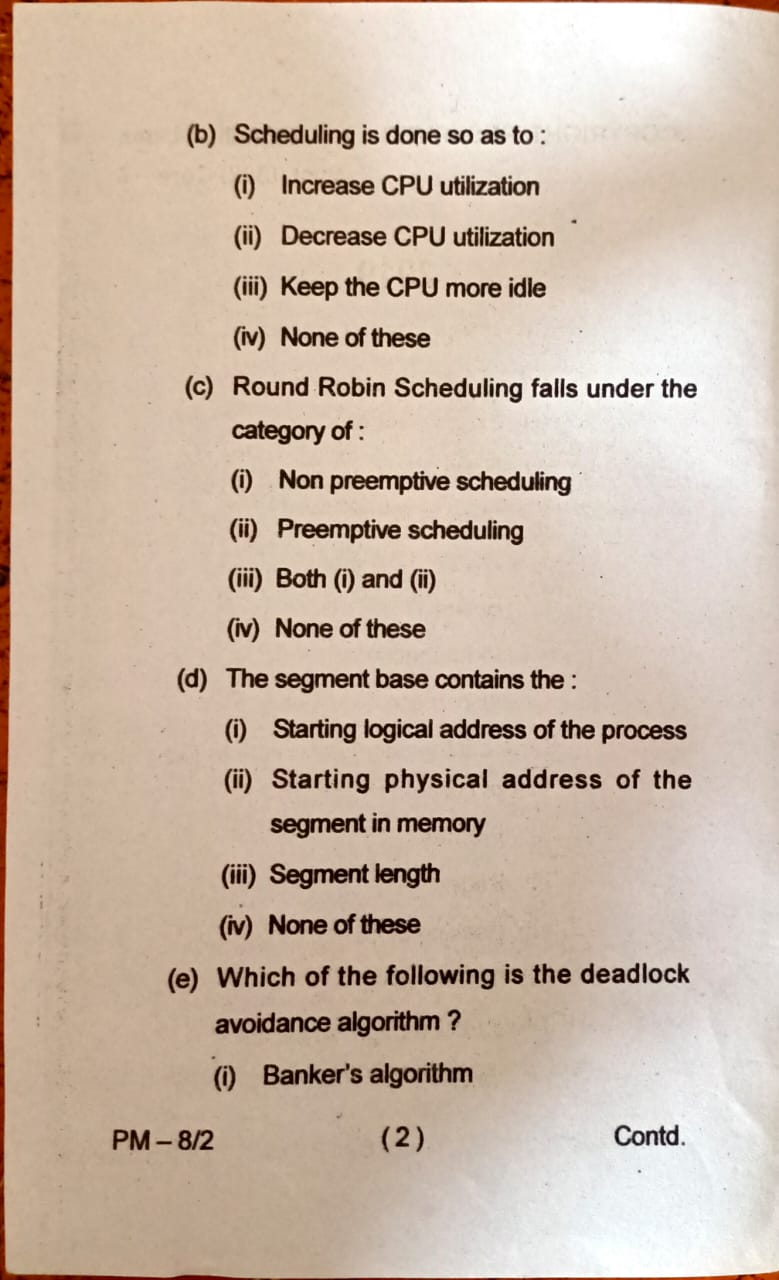 (b) Scheduling is done so as to :
(i) Increase CPU utilization
(ii) Decrease CPU utilization
(iii) Keep the CPU more idle
(iv) None of these
(c) Round Robin Scheduling falls under the
category of :
(i) Non preemptive scheduling
(ii) Preemptive scheduling
(iii) Both (i) and (ii)
(iv) None of these
(d) The segment base contains the :
(i) Starting logical address of the process
(ii) Starting physical address of the
segment in memory
(iii) Segment length
(iv) None of these
(e) Which of the following is the deadlock
avoidance algorithm ?
(i) Banker's algorithm
PM – 8/2 (2) Contd.